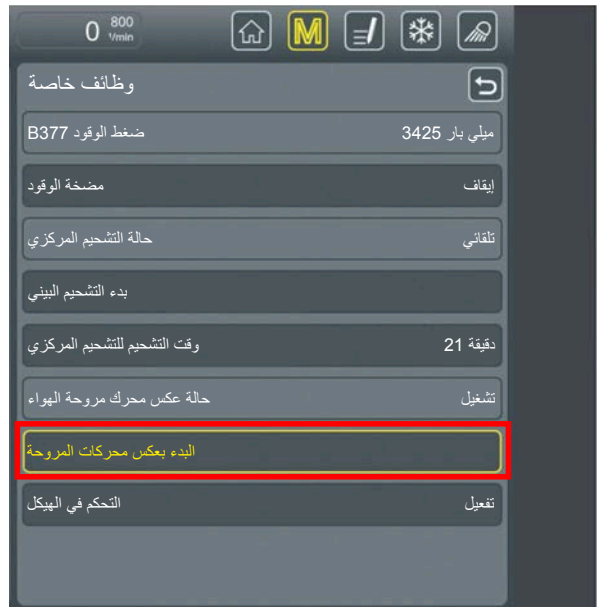 0 800
1/min
M
وظائف خاصة
ضغط الوقود B377 ميلي بار 3425
مضخة الوقود إيقاف
حالة التشحيم المركزي تلقائي
بدء التشحيم البيني
وقت التشحيم للتشحيم المركزي دقيقة 21
حالة عكس محرك مروحة الهواء تشغيل
البدء بعكس محركات المروحة
التحكم في الهيكل تفعيل